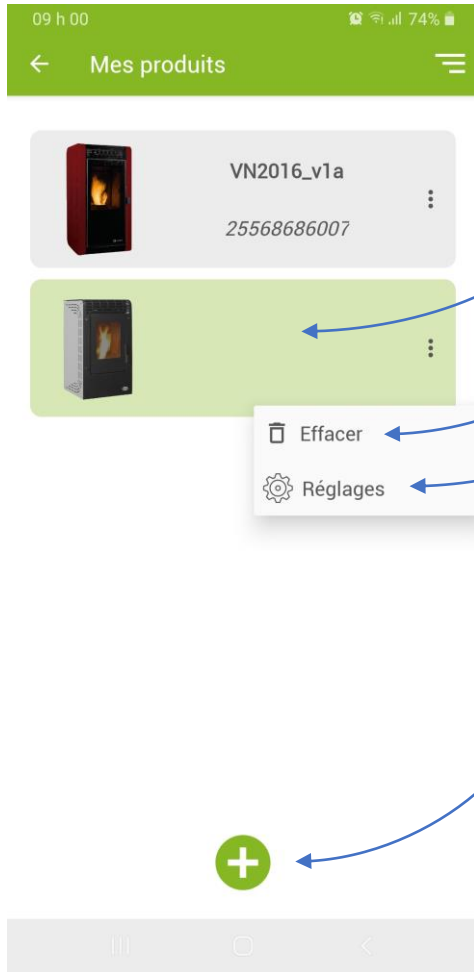 09 h 00 74%
Mes produits
VN2016_v1a
25568686007
Effacer
Réglages